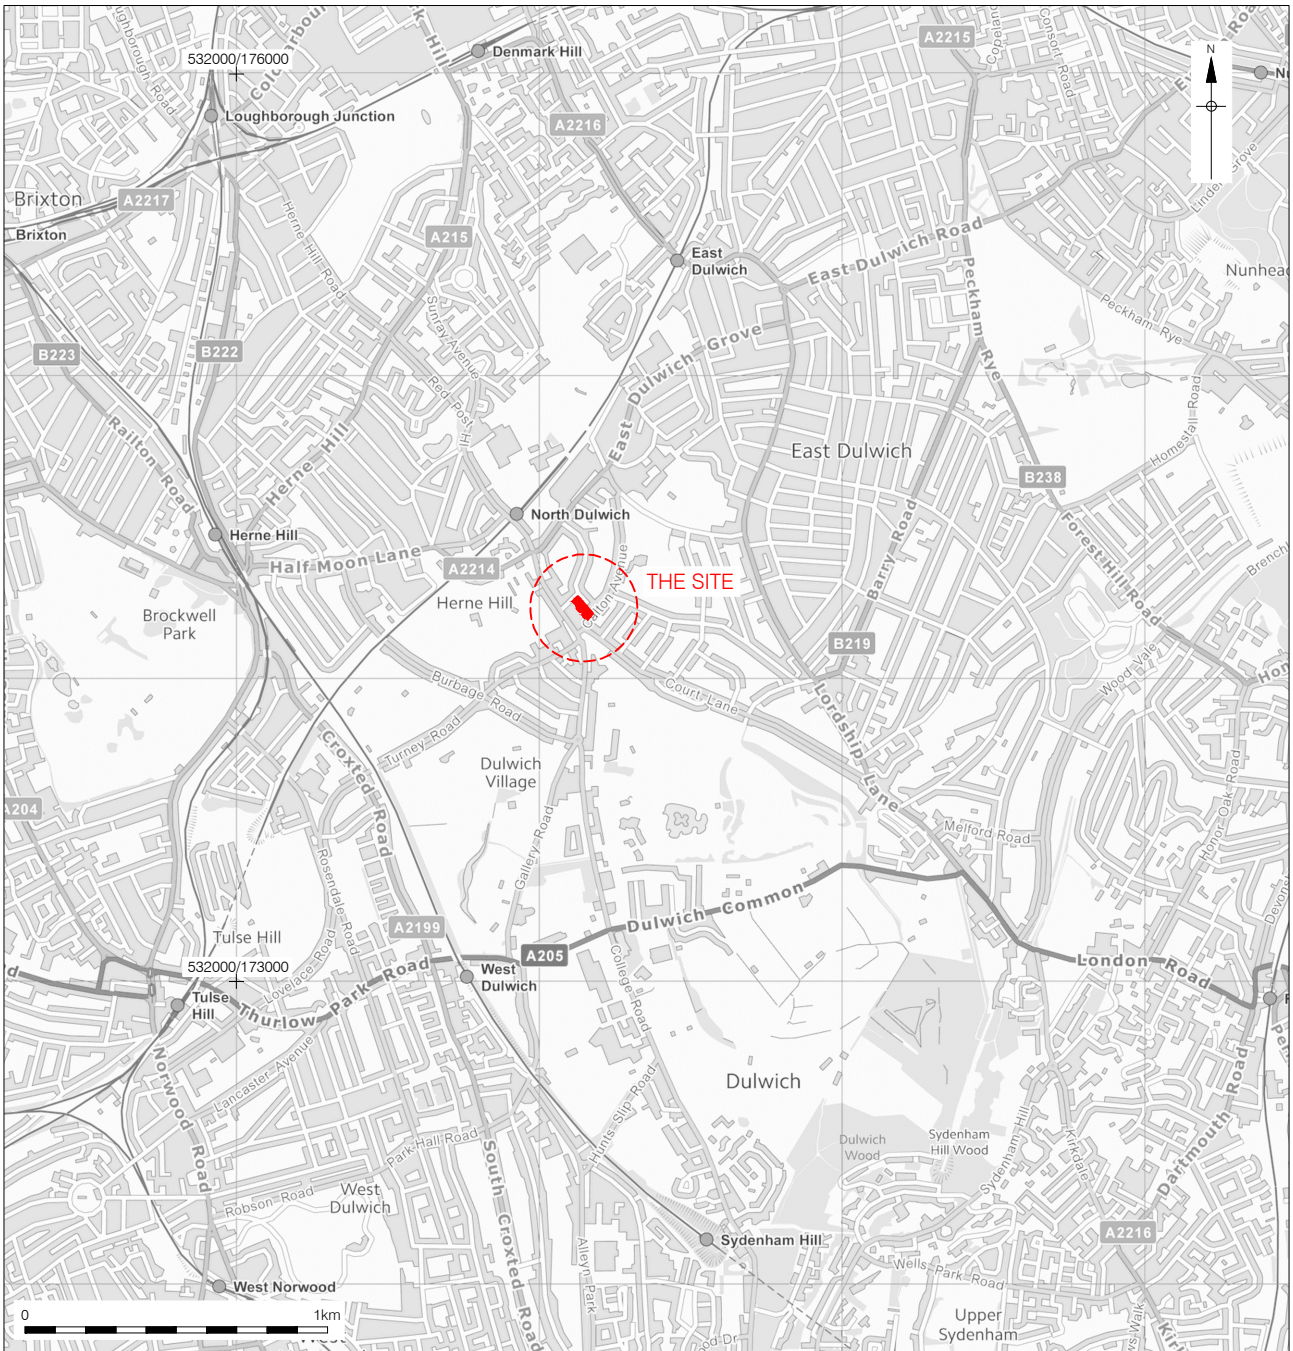 A2215
Consort Road
Denmark Hill
532000/176000
N
Loughborough Junction
A2216
Brixton
A2217
Brixton
Herne Hill Road
A215
East
Dulwich
East Dulwich Road
Nunhead
Peckham Rye
Peckham Rye
Sunray Avenue
B223
B222
East Dulwich Grove
Red Post Hill
Railton Road
Herne Hill
East Dulwich
Homestall Road
B238
North Dulwich
Herne Hill
Half Moon Lane
A2214
Barry Road
Forest Hill Road
THE SITE
Herne Hill
Brockwell
Park
B219
Wood Vale
Burbage Road
Court Lane
Lordship Lane
Turney Road
Croxted Road
Dulwich
Village
A204
Gallery Road
Melford Road
Honor Oak Road
Rosendale Road
Dulwich Common
A2199
Tulse Hill
A205
532000/173000
Lovelace Road
Thurlow Park Road
West
Dulwich
College Road
London Road
Tulse
Hill
Lancaster Avenue
Norwood Road
Dulwich
Hunts Slip Road
Park Hall Road
South Croxted Road
Dulwich
Wood
Sydenham
Hill Wood
Sydenham Hill
Kirkdale
Dartmouth Road
West
Dulwich
Robson Road
A2216
Sydenham Hill
Alleyn Park
Wells Park Road
West Norwood
Upper
Sydenham
0
1km